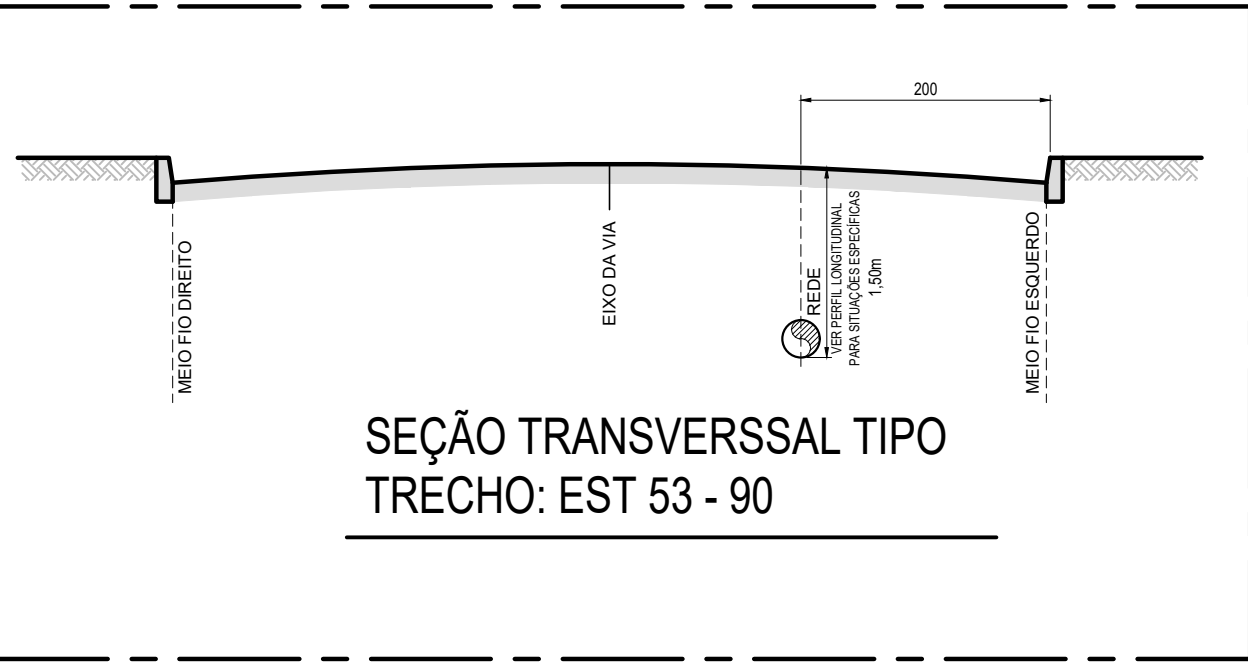 200
MEIO FIO DIREITO
EIXO DA VIA
REDE
VER PERFIL LONGITUDINAL
PARA SITUAÇÕES ESPECÍFICAS
1,50m
MEIO FIO ESQUERDO
SEÇÃO TRANSVERSSAL TIPO
TRECHO: EST 53 - 90